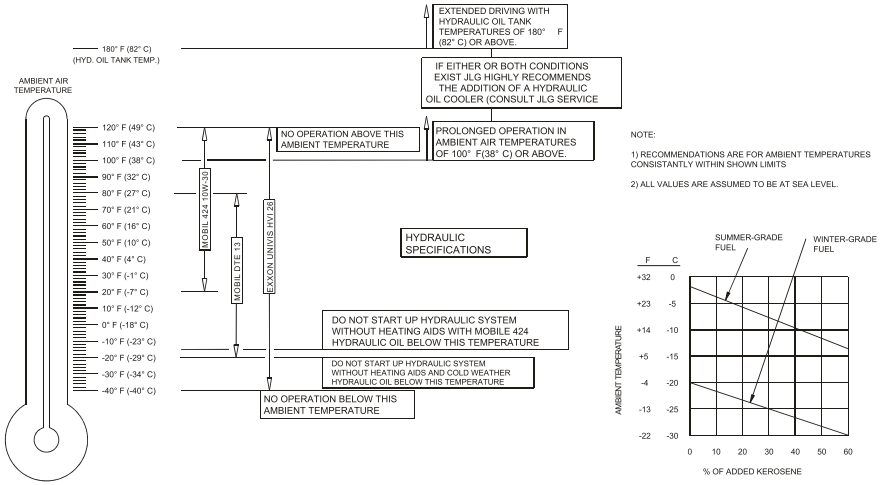 EXTENDED DRIVING WITH
HYDRAULIC OIL TANK
TEMPERATURES OF 180° F
(82° C) OR ABOVE.
180° F (82° C)
(HYD. OIL TANK TEMP.)
IF EITHER OR BOTH CONDITIONS
EXIST JLG HIGHLY RECOMMENDS
THE ADDITION OF A HYDRAULIC
OIL COOLER (CONSULT JLG SERVICE
AMBIENT AIR
TEMPERATURE
120° F (49° C)
110° F (43° C)
100° F (38° C)
90° F (32° C)
80° F (27° C)
70° F (21° C)
60° F (16° C)
50° F (10° C)
40° F (4° C)
30° F (-1° C)
20° F (-7° C)
10° F (-12° C)
0° F (-18° C)
-10° F (-23° C)
-20° F (-29° C)
-30° F (-34° C)
-40° F (-40° C)
MOBIL 424 10W-30
MOBIL DTE 13
EXXON UNIVIS HVI 26
NO OPERATION ABOVE THIS
AMBIENT TEMPERATURE
PROLONGED OPERATION IN
AMBIENT AIR TEMPERATURES
OF 100° F(38° C) OR ABOVE.
HYDRAULIC
SPECIFICATIONS
DO NOT START UP HYDRAULIC SYSTEM
WITHOUT HEATING AIDS WITH MOBILE 424
HYDRAULIC OIL BELOW THIS TEMPERATURE
DO NOT START UP HYDRAULIC SYSTEM
WITHOUT HEATING AIDS AND COLD WEATHER
HYDRAULIC OIL BELOW THIS TEMPERATURE
NO OPERATION BELOW THIS
AMBIENT TEMPERATURE
NOTE:
1) RECOMMENDATIONS ARE FOR AMBIENT TEMPERATURES
CONSISTANTLY WITHIN SHOWN LIMITS
2) ALL VALUES ARE ASSUMED TO BE AT SEA LEVEL.
SUMMER-GRADE
FUEL
WINTER-GRADE
FUEL
F C
+32 0
+23 -5
+14 -10
+5 -15
-4 -20
-13 -25
-22 -30
AMBIENT TEMPERATURE
0 10 20 30 40 50 60
% OF ADDED KEROSENE